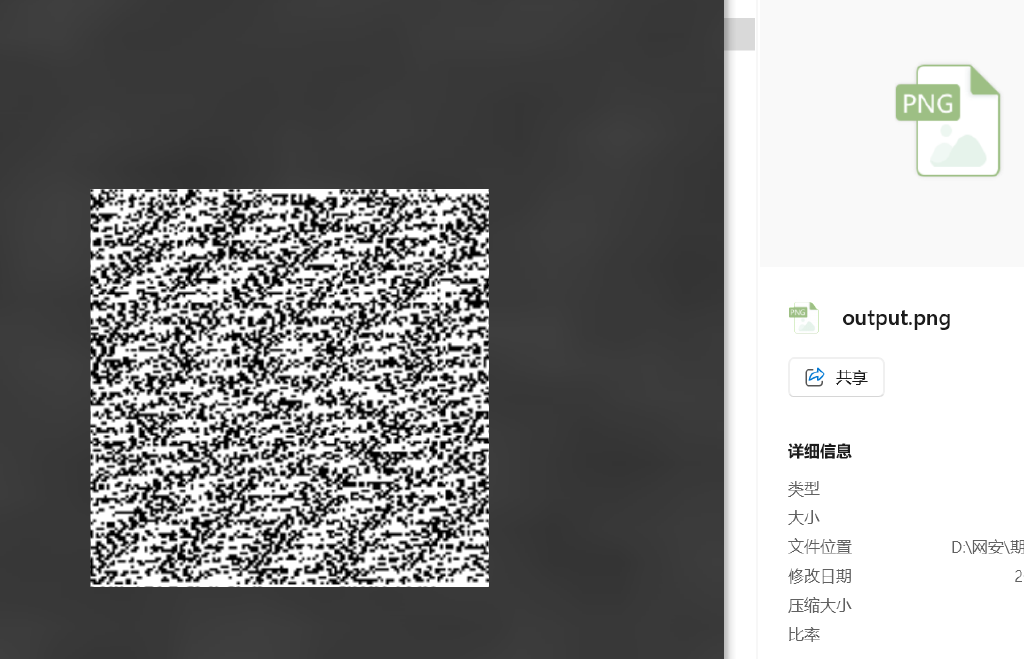 PNG
PNG
output.png
共享
详细信息
类型
大小
文件位置 D:\网安\期
修改日期 2
压缩大小
比率